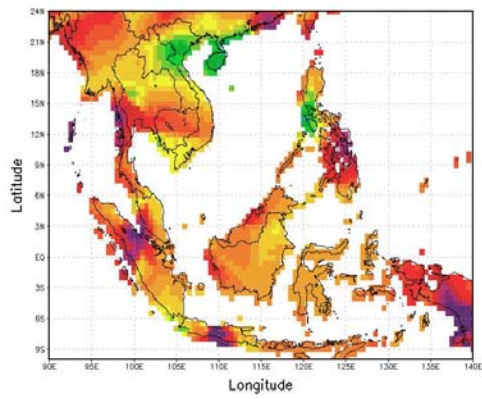 24N
21N
18N
15N
12N
9N
6N
3N
EQ
3S
6S
9S
Latitude
90E 95E 100E 105E 110E 115E 120E 125E 130E 135E 140E
Longitude